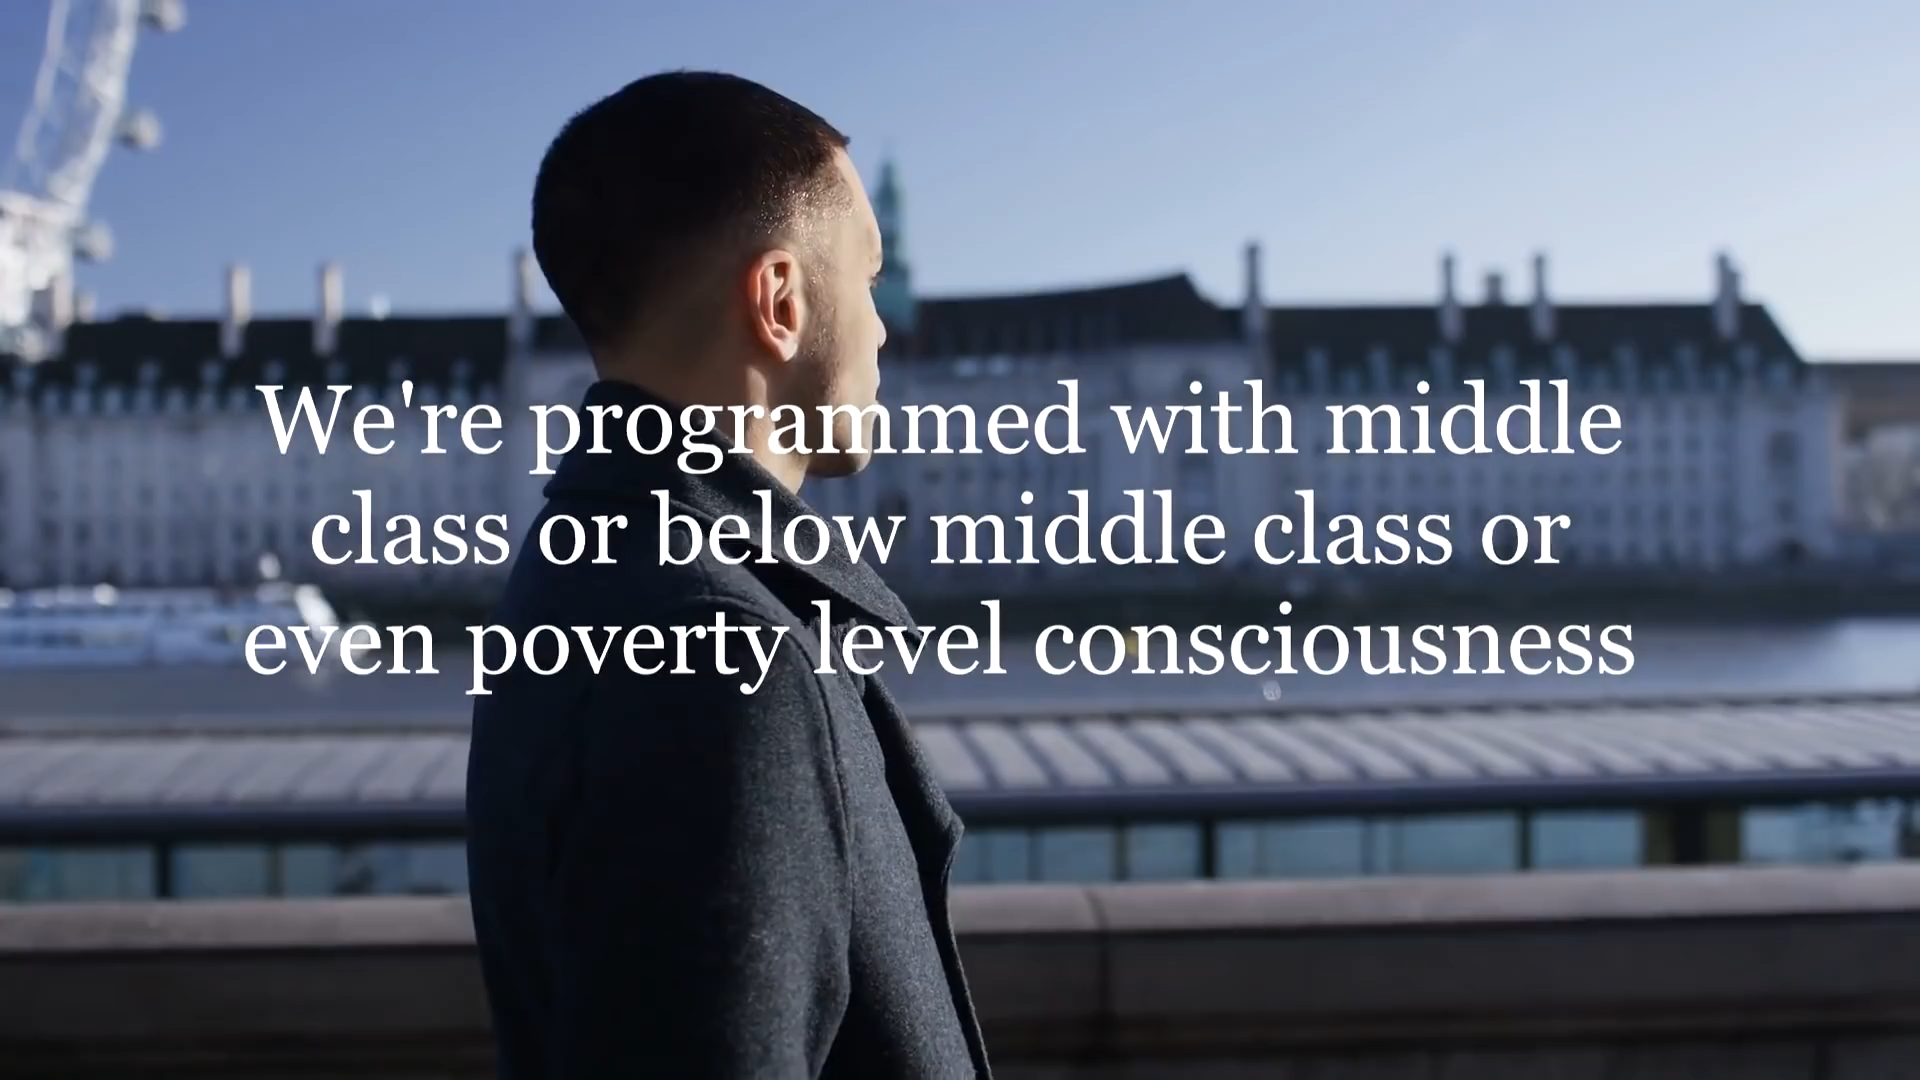 We're programmed with middle
class or below middle class or
even poverty level consciousness